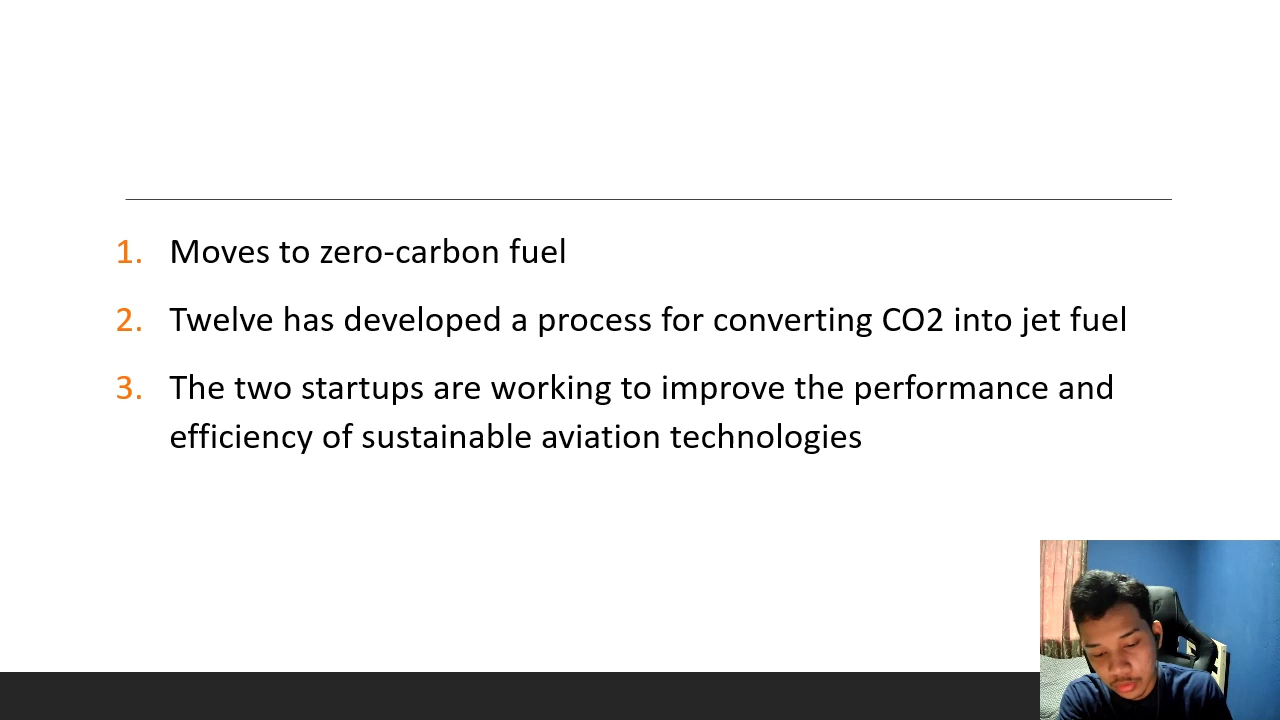 1. Moves to zero-carbon fuel
2. Twelve has developed a process for converting CO2 into jet fuel
3. The two startups are working to improve the performance and
efficiency of sustainable aviation technologies